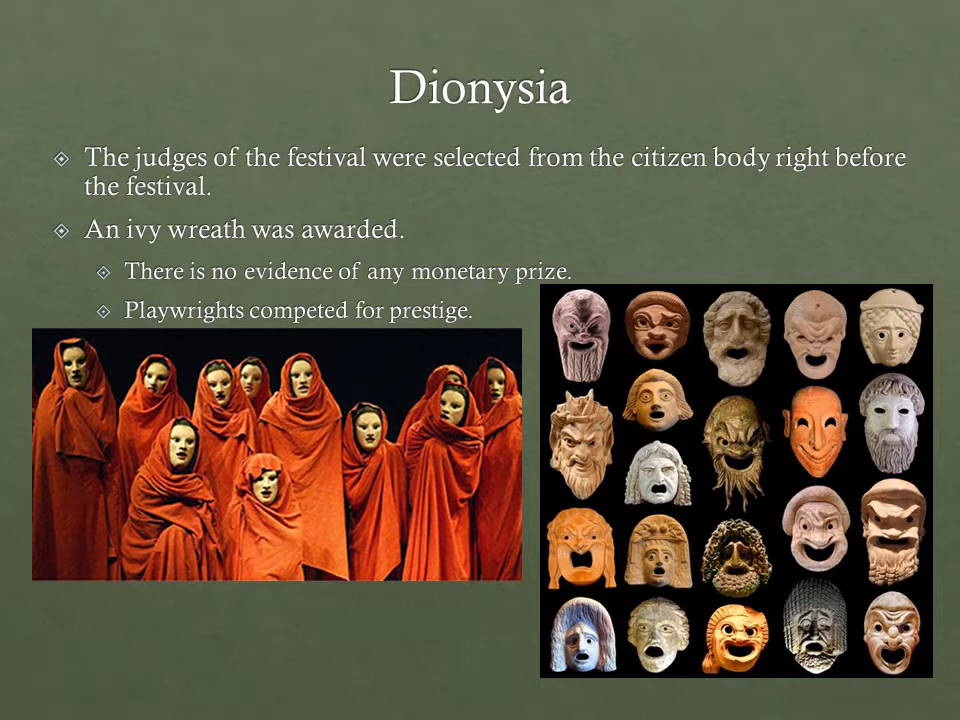 Dionysia
The judges of the festival were selected from the citizen body right before
the festival.
An ivy wreath was awarded.
There is no evidence of any monetary prize.
Playwrights competed for prestige.